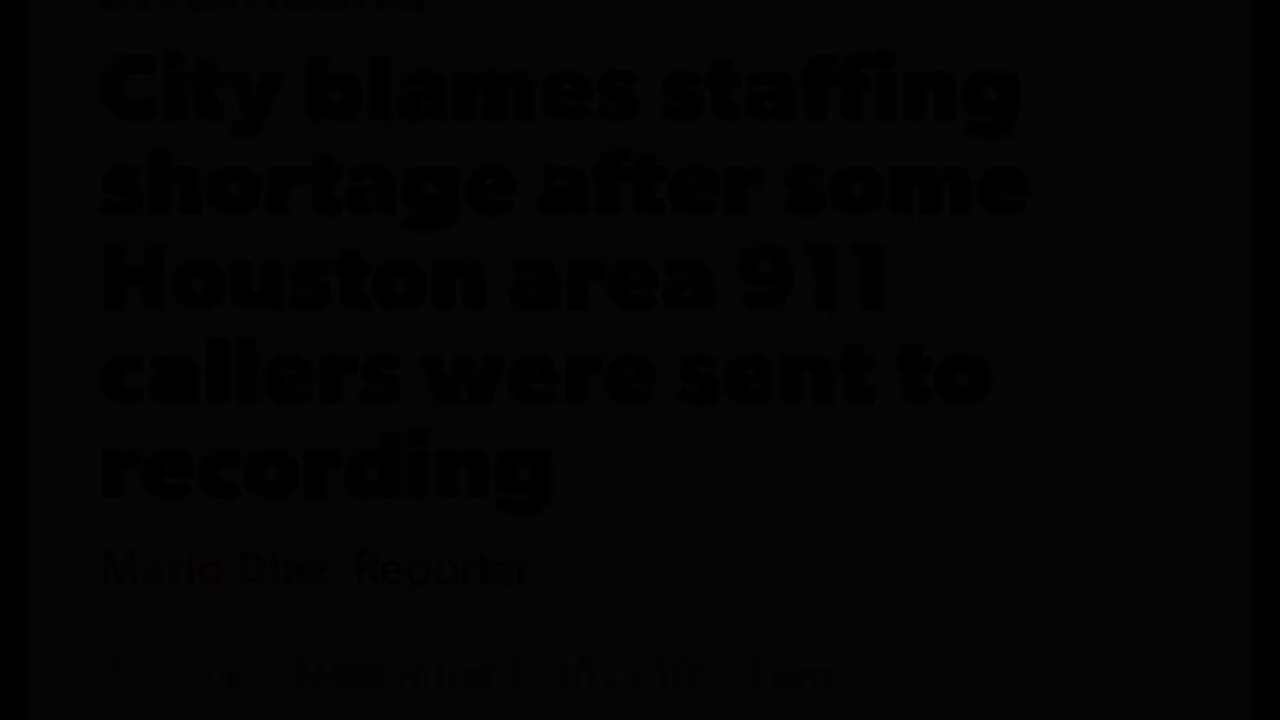 City blames staffing
shortage after some
Houston area 911
callers were sent to
recording
Mario Diaz, Reporter